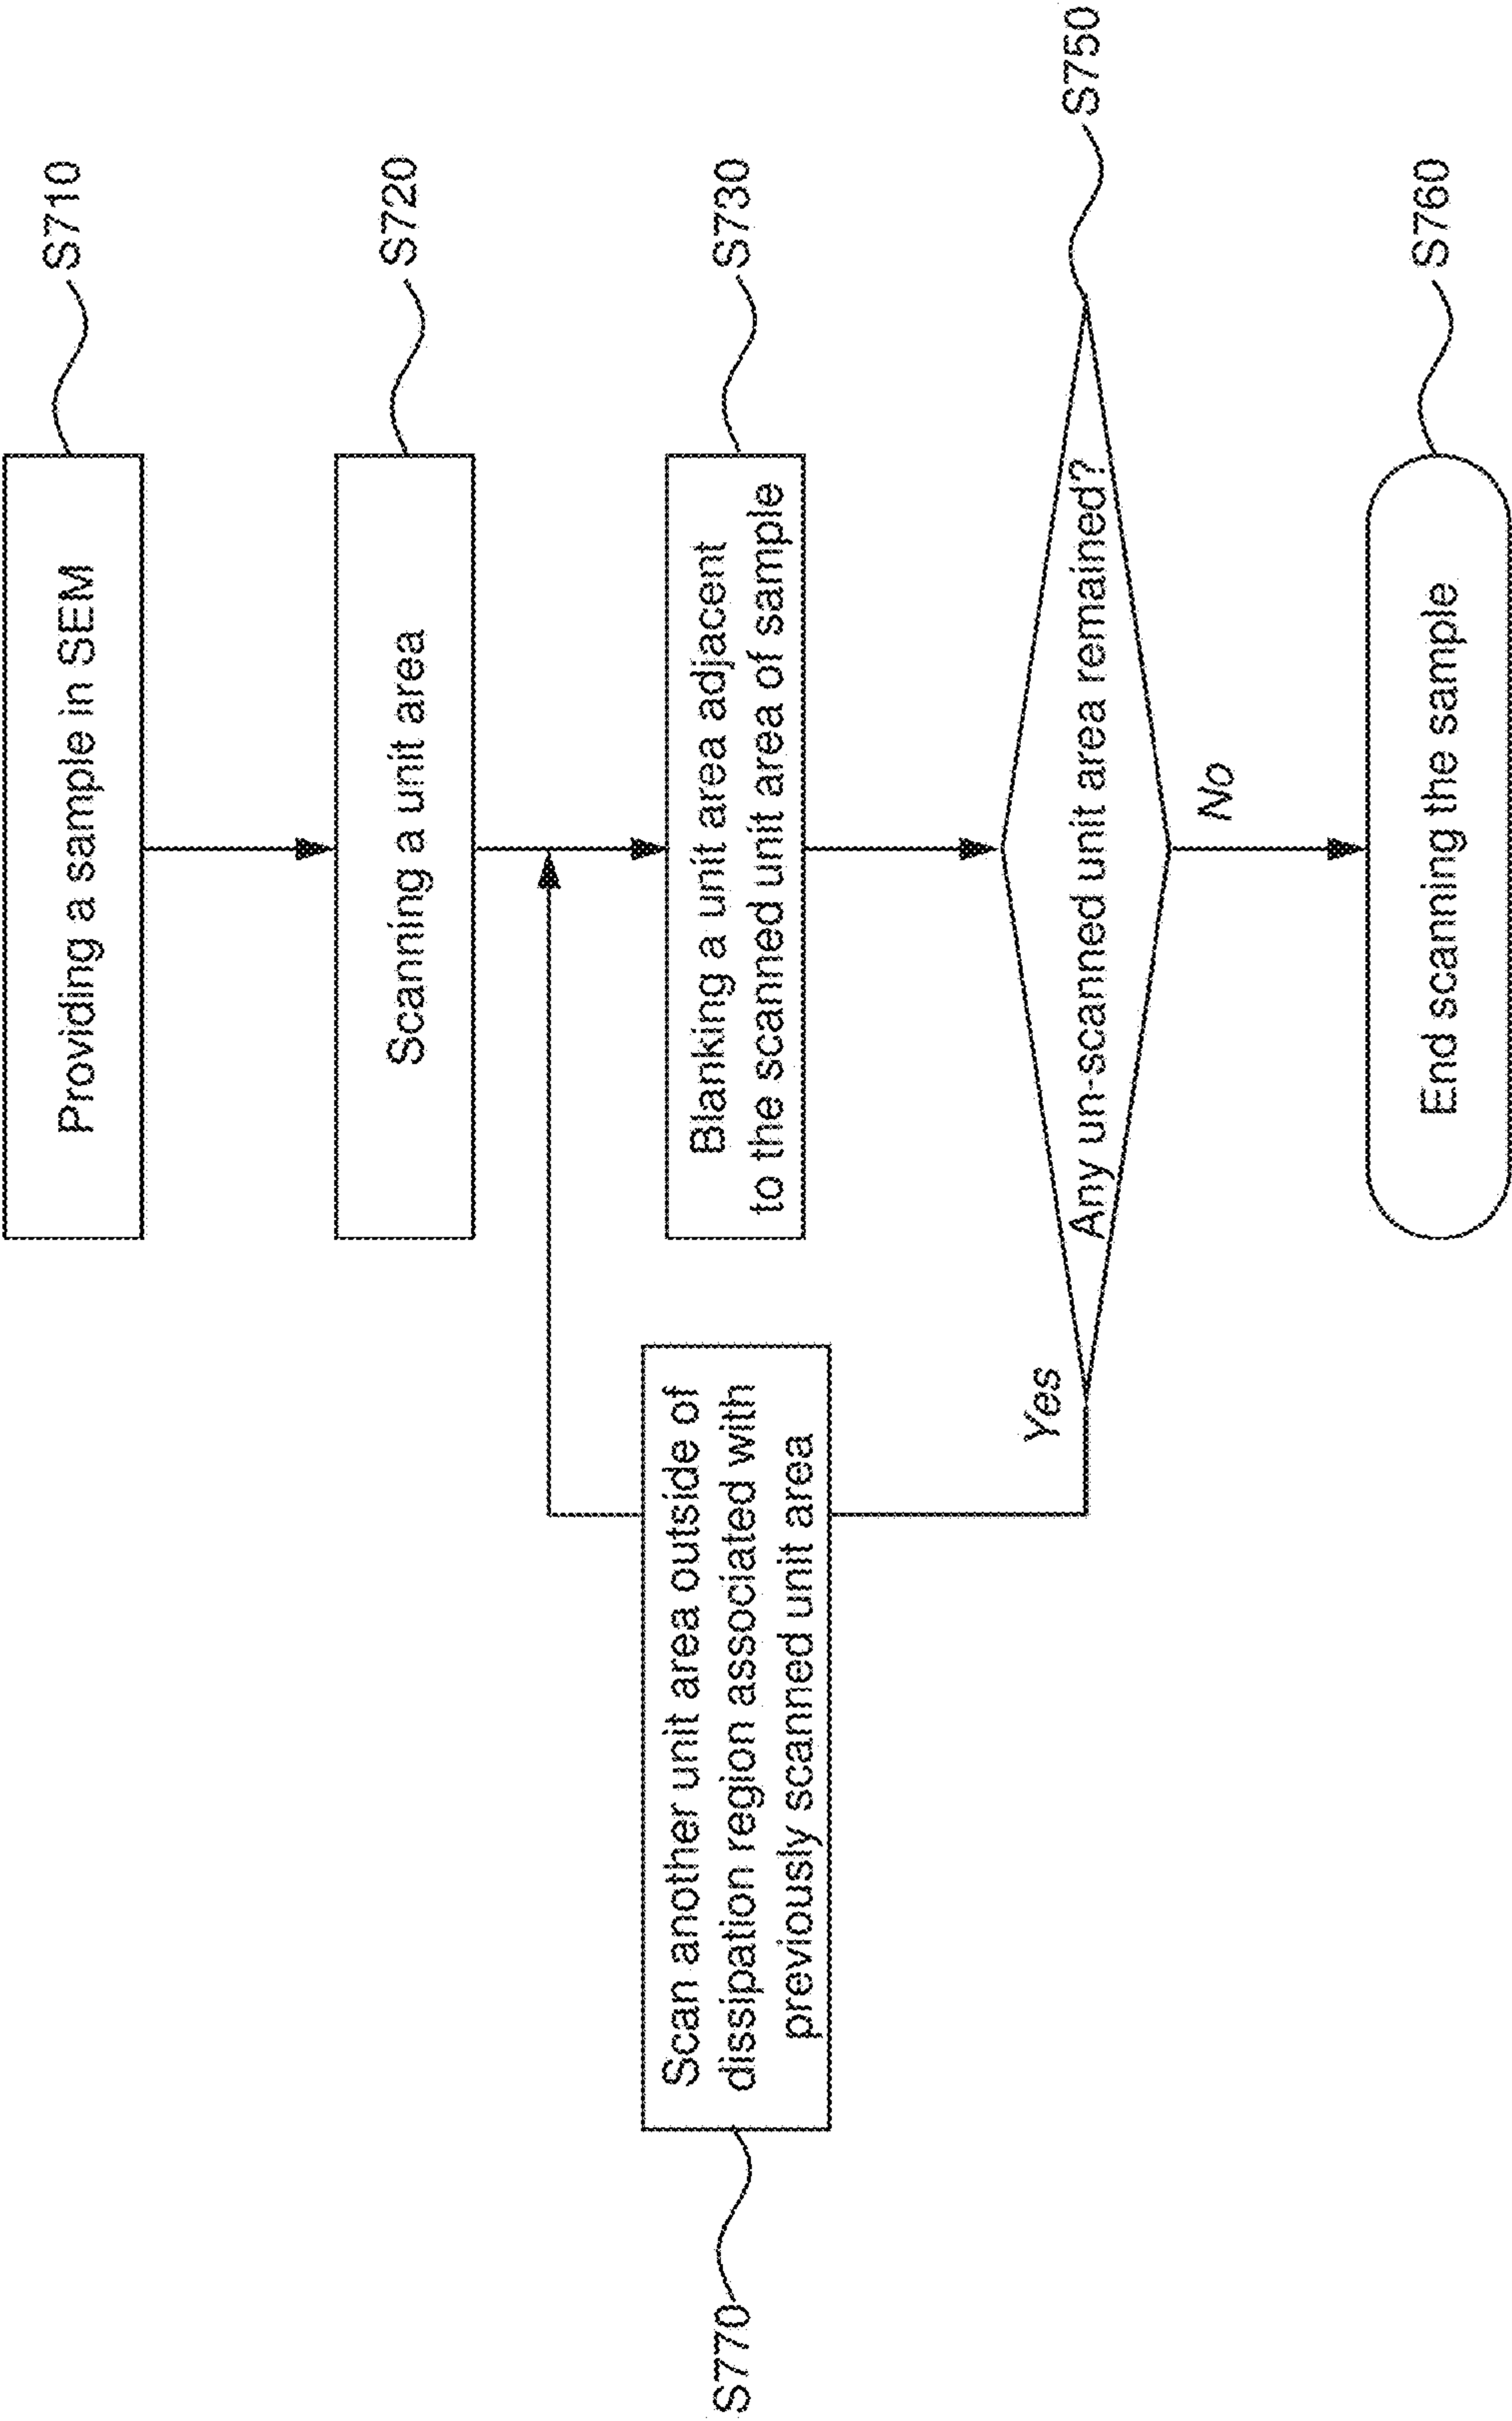 Providing a sample in SEM
S710
Scanning a unit area
S720
Blanking a unit area adjacent
to the scanned unit area of sample
S730
Any un-scanned unit area remained?
S750
Yes
No
Scan another unit area outside of
dissipation region associated with
previously scanned unit area
S770
End scanning the sample
S760